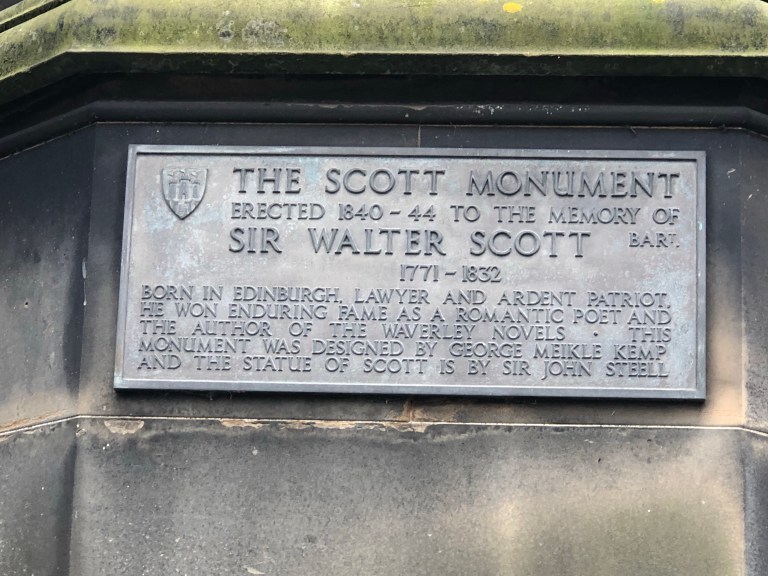 THE SCOTT MONUMENT
ERECTED 1840 - 44 TO THE MEMORY OF
SIR WALTER SCOTT BART.
1771 - 1832
BORN IN EDINBURGH, LAWYER AND ARDENT PATRIOT,
HE WON ENDURING FAME AS A ROMANTIC POET AND
THE AUTHOR OF THE WAVERLEY NOVELS · THIS
MONUMENT WAS DESIGNED BY GEORGE MEIKLE KEMP
AND THE STATUE OF SCOTT IS BY SIR JOHN STEELL